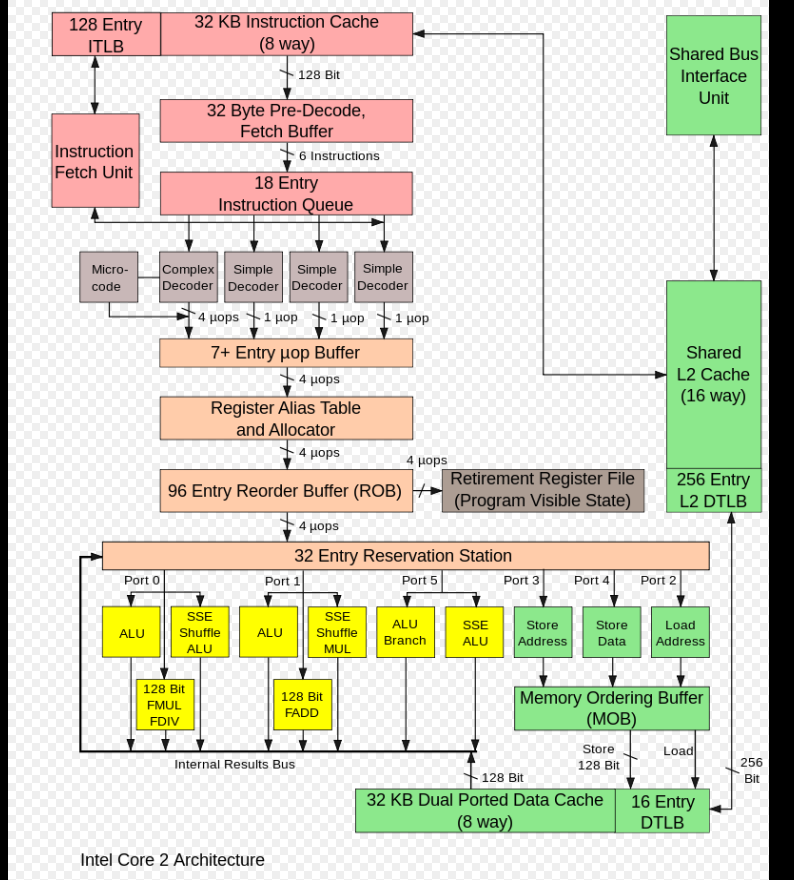 128 Entry
ITLB
32 KB Instruction Cache
(8 way)
Shared Bus
Interface
Unit
128 Bit
32 Byte Pre-Decode,
Fetch Buffer
Instruction
Fetch Unit
6 Instructions
18 Entry
Instruction Queue
Micro-
code
Complex
Decoder
Simple
Decoder
Simple
Decoder
Simple
Decoder
4 µops
1 µop
1 µop
1 µop
7+ Entry µop Buffer
Shared
L2 Cache
(16 way)
4 µops
Register Alias Table
and Allocator
4 µops
4 µops
96 Entry Reorder Buffer (ROB)
Retirement Register File
(Program Visible State)
256 Entry
L2 DTLB
4 µops
32 Entry Reservation Station
Port 0
Port 1
Port 5
Port 3
Port 4
Port 2
ALU
SSE
Shuffle
ALU
ALU
SSE
Shuffle
MUL
ALU
Branch
SSE
ALU
Store
Address
Store
Data
Load
Address
128 Bit
FMUL
FDIV
128 Bit
FADD
Memory Ordering Buffer
(MOB)
Internal Results Bus
Store
128 Bit
Load
256
Bit
128 Bit
32 KB Dual Ported Data Cache
(8 way)
16 Entry
DTLB
Intel Core 2 Architecture